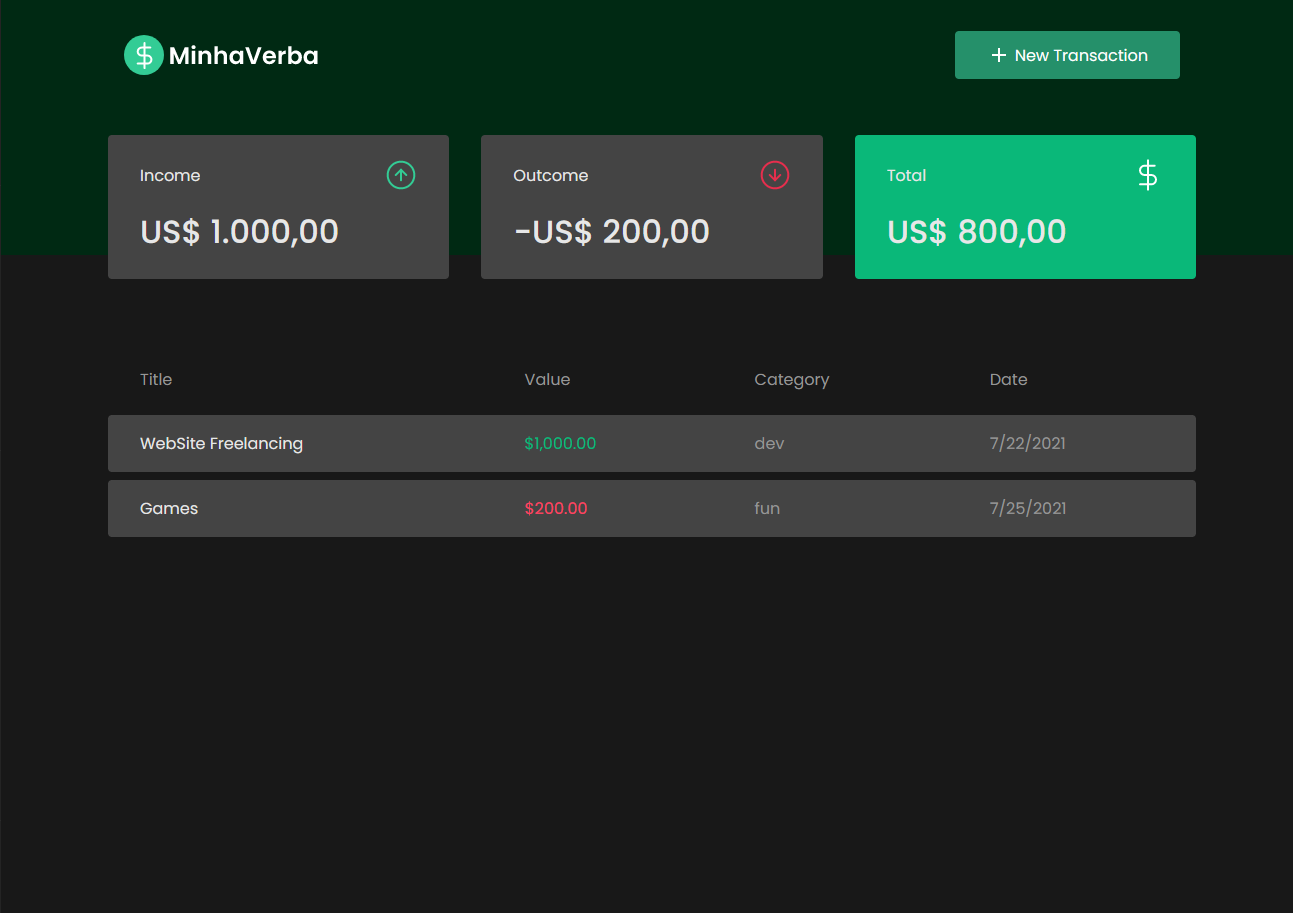 $ MinhaVerba
+ New Transaction
Income
US$ 1.000,00
Outcome
-US$ 200,00
Total
$
US$ 800,00
Title Value Category Date
WebSite Freelancing $1,000.00 dev 7/22/2021
Games $200.00 fun 7/25/2021